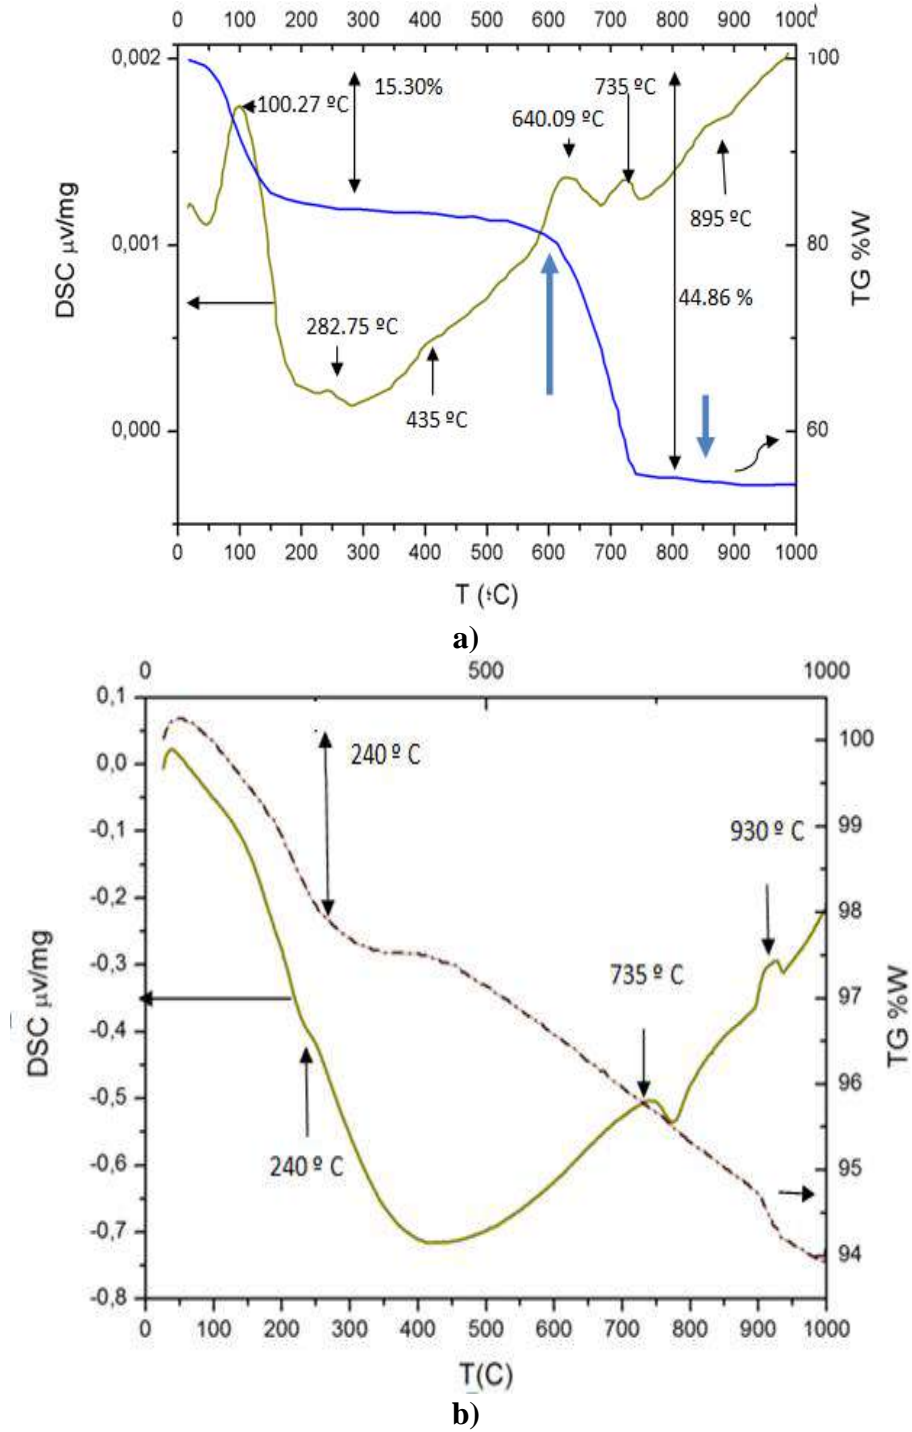 0 100 200 300 400 500 600 700 800 900 1000
0,002 100
15.30% 735 ºC
100.27 ºC 640.09 ºC
895 ºC
0,001 80
DSC μv/mg
TG %W
44.86 %
282.75 ºC
435 ºC
0,000 60
0 100 200 300 400 500 600 700 800 900 1000
T (ºC)
a)
0 500 1000
0,1
0,0 240 º C 100
-0,1 930 º C 99
-0,2 98
-0,3 735 º C 97
DSC μv/mg
TG %W
-0,4
-0,5 96
-0,6 240 º C 95
-0,7 94
-0,8
0 100 200 300 400 500 600 700 800 900 1000
T(C)
b)